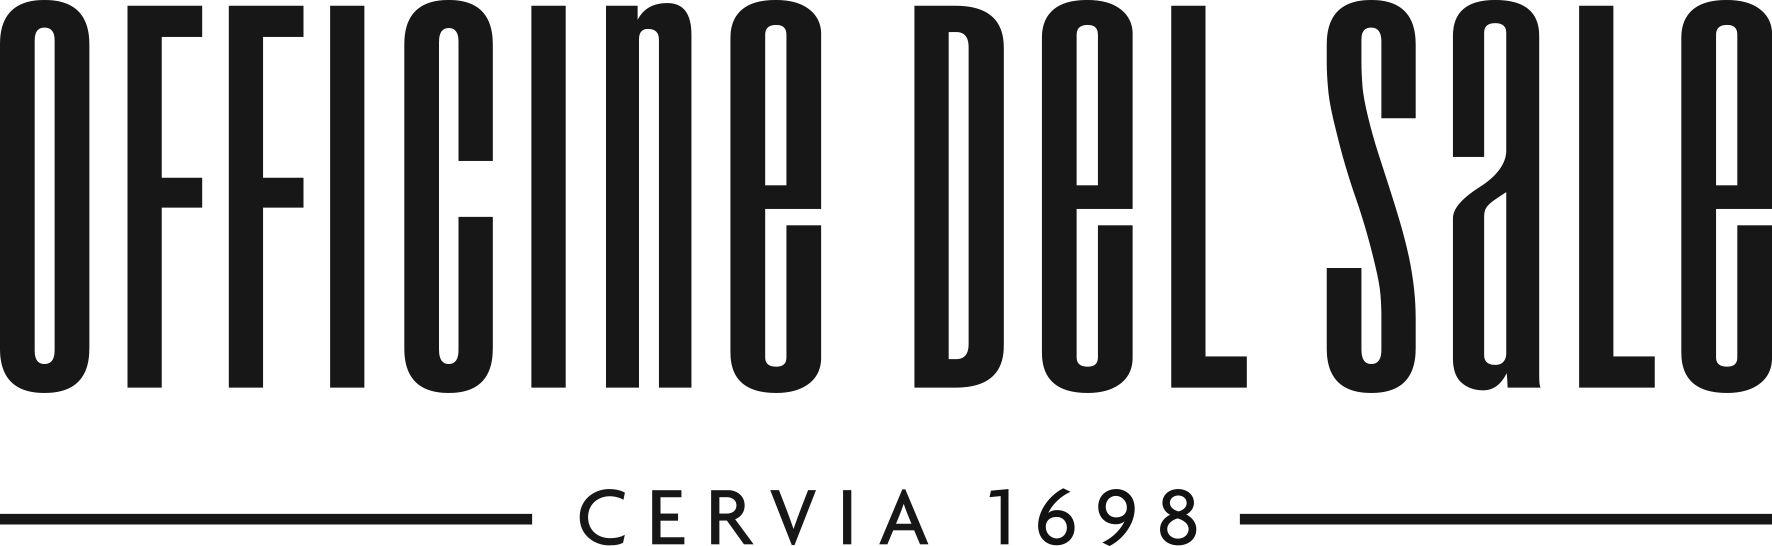 OFFICINE DEL SALE
CERVIA 1698